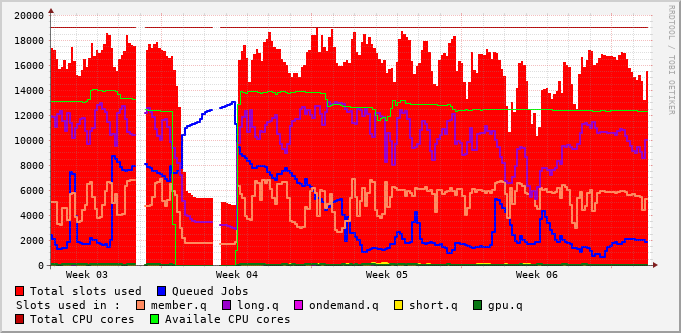 RRDTOOL / TOBI OETIKER
20000
18000
16000
14000
12000
10000
8000
6000
4000
2000
0
Week 03 Week 04 Week 05 Week 06
Total slots used Queued Jobs
Slots used in : member.q long.q ondemand.q short.q gpu.q
Total CPU cores Availale CPU cores